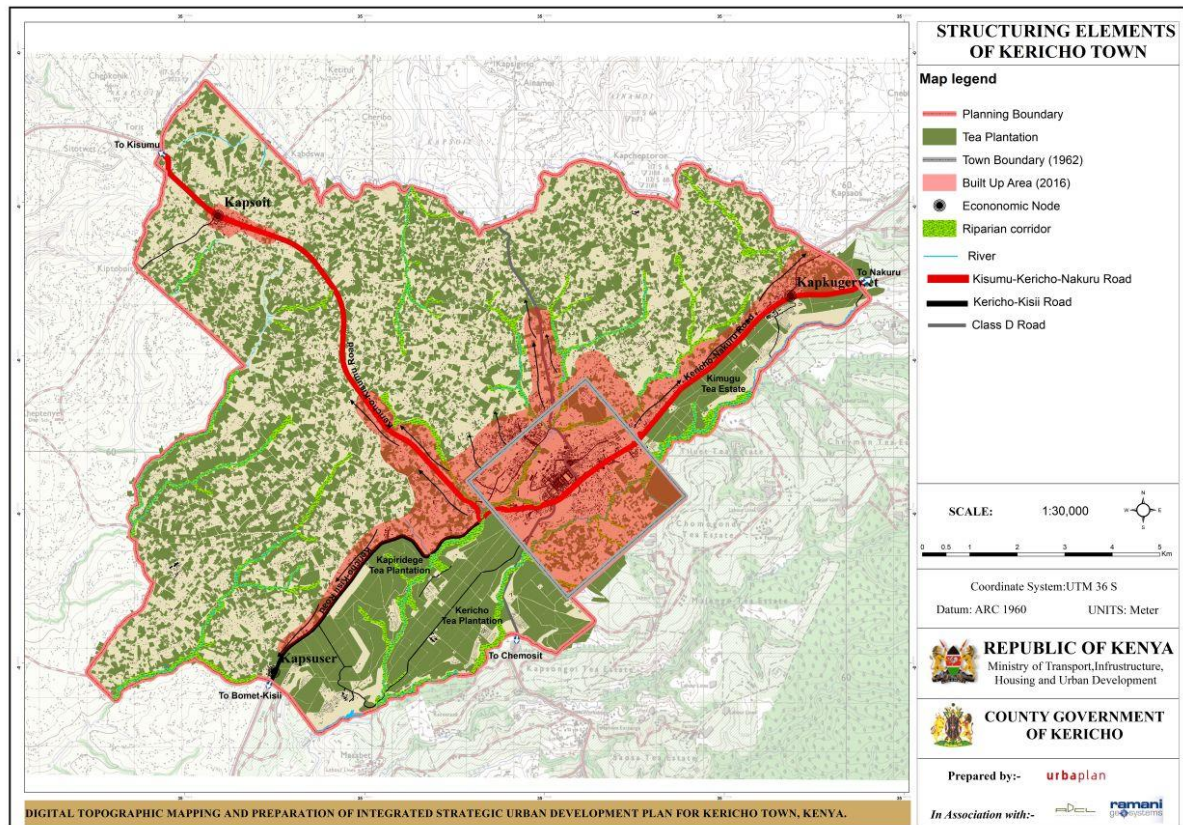 STRUCTURING ELEMENTS
OF KERICHO TOWN
Map legend
Planning Boundary
Tea Plantation
Town Boundary (1962)
Built Up Area (2016)
Econonomic Node
Riparian corridor
River
Kisumu-Kericho-Nakuru Road
Kericho-Kisii Road
Class D Road
SCALE: 1:30,000
N
W E
S
0 0.5 1 2 3 4 5
Km
Coordinate System:UTM 36 S
Datum: ARC 1960 UNITS: Meter
REPUBLIC OF KENYA
Ministry of Transport,Infrustructure,
Housing and Urban Development
COUNTY GOVERNMENT
OF KERICHO
Prepared by:- urbaplan
In Association with:- ramani
geosystems
To Kisumu
Kapsoit
Kericho-Kisumu Road
To Nakuru
Kapkugerwet
Kericho-Nakuru Road
Kimugu
Tea Estate
Kapiridege
Tea Plantation
Kericho
Tea Plantation
Kapsuser
To Bomet-Kisii
To Chemosit
DIGITAL TOPOGRAPHIC MAPPING AND PREPARATION OF INTEGRATED STRATEGIC URBAN DEVELOPMENT PLAN FOR KERICHO TOWN, KENYA.